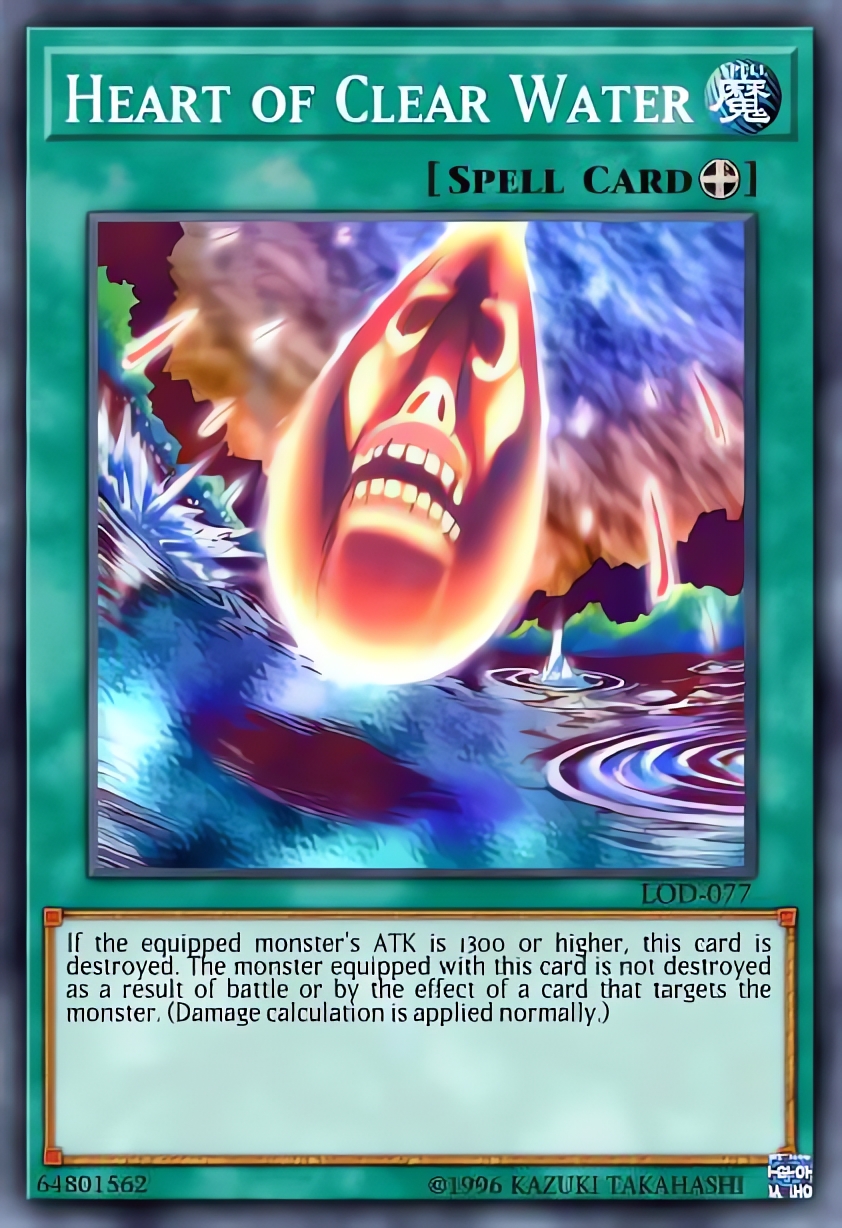 HEART OF CLEAR WATER
魔
[SPELL CARD]
LOD-077
If the equipped monster's ATK is 1300 or higher, this card is
destroyed. The monster equipped with this card is not destroyed
as a result of battle or by the effect of a card that targets the
monster. (Damage calculation is applied normally.)
64801562
©1996 KAZUKI TAKAHASHI